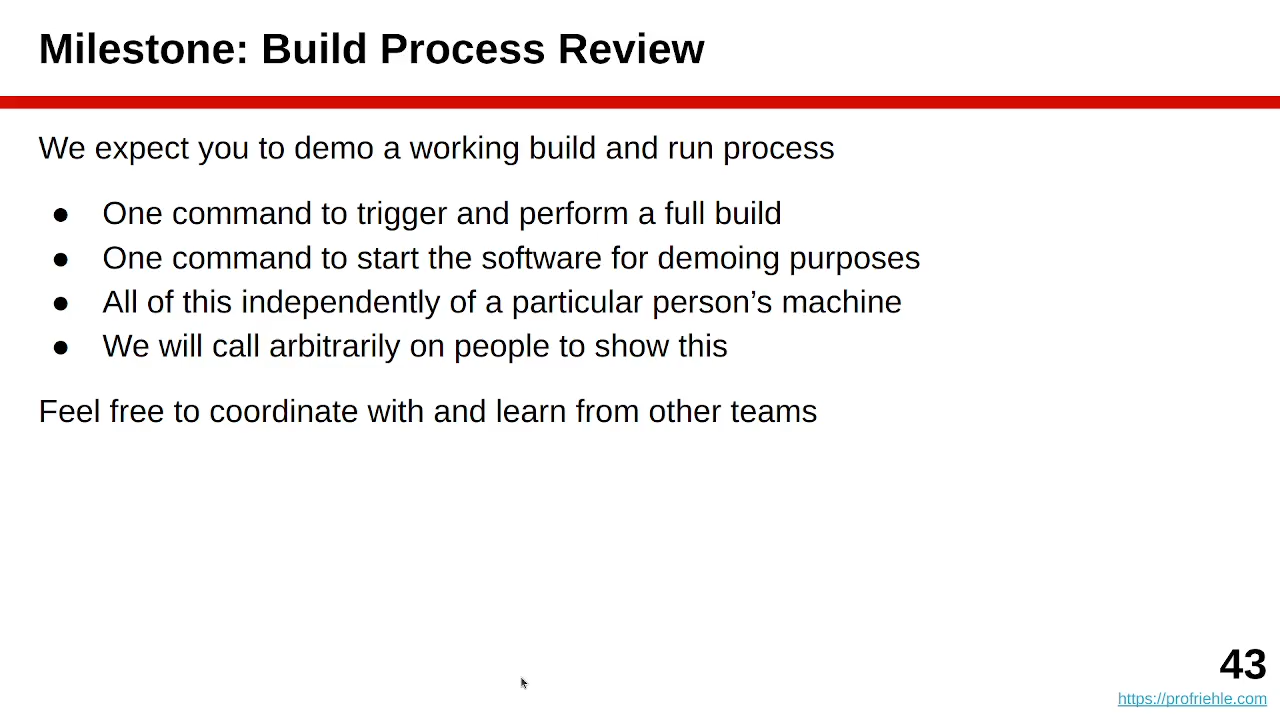 Milestone: Build Process Review
We expect you to demo a working build and run process
● One command to trigger and perform a full build
● One command to start the software for demoing purposes
● All of this independently of a particular person’s machine
● We will call arbitrarily on people to show this
Feel free to coordinate with and learn from other teams
43
https://profriehle.com